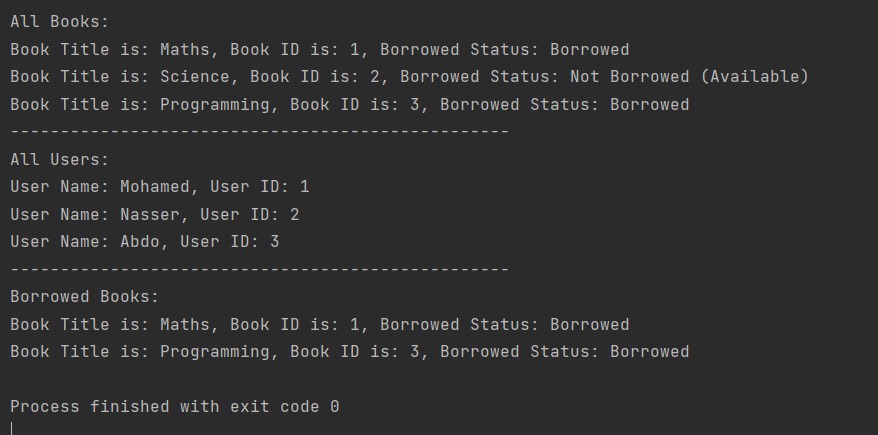 All Books:
Book Title is: Maths, Book ID is: 1, Borrowed Status: Borrowed
Book Title is: Science, Book ID is: 2, Borrowed Status: Not Borrowed (Available)
Book Title is: Programming, Book ID is: 3, Borrowed Status: Borrowed
--------------------------------------------------
All Users:
User Name: Mohamed, User ID: 1
User Name: Nasser, User ID: 2
User Name: Abdo, User ID: 3
--------------------------------------------------
Borrowed Books:
Book Title is: Maths, Book ID is: 1, Borrowed Status: Borrowed
Book Title is: Programming, Book ID is: 3, Borrowed Status: Borrowed
Process finished with exit code 0